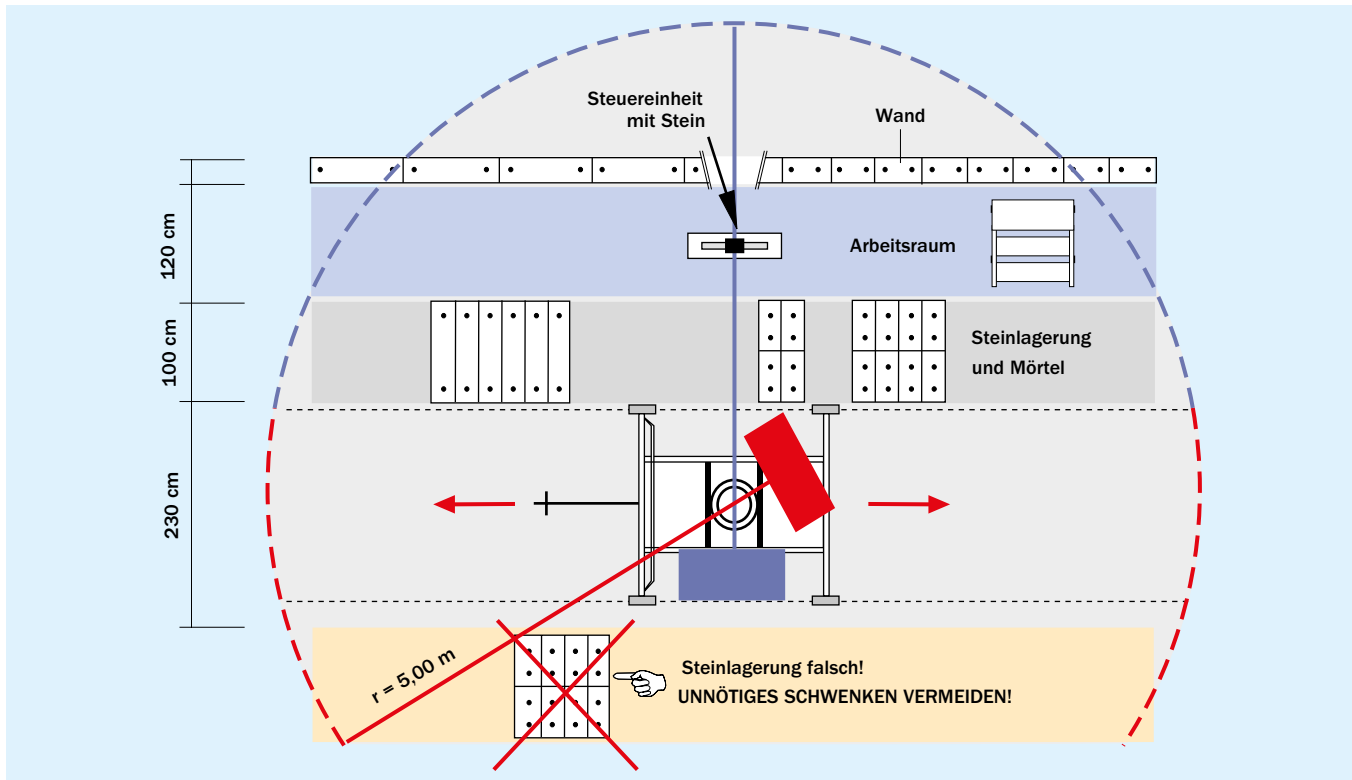 Steuereinheit
mit Stein
Wand
120 cm
Arbeitsraum
100 cm
Steinlagerung
und Mörtel
230 cm
r = 5,00 m
Steinlagerung falsch!
UNNÖTIGES SCHWENKEN VERMEIDEN!